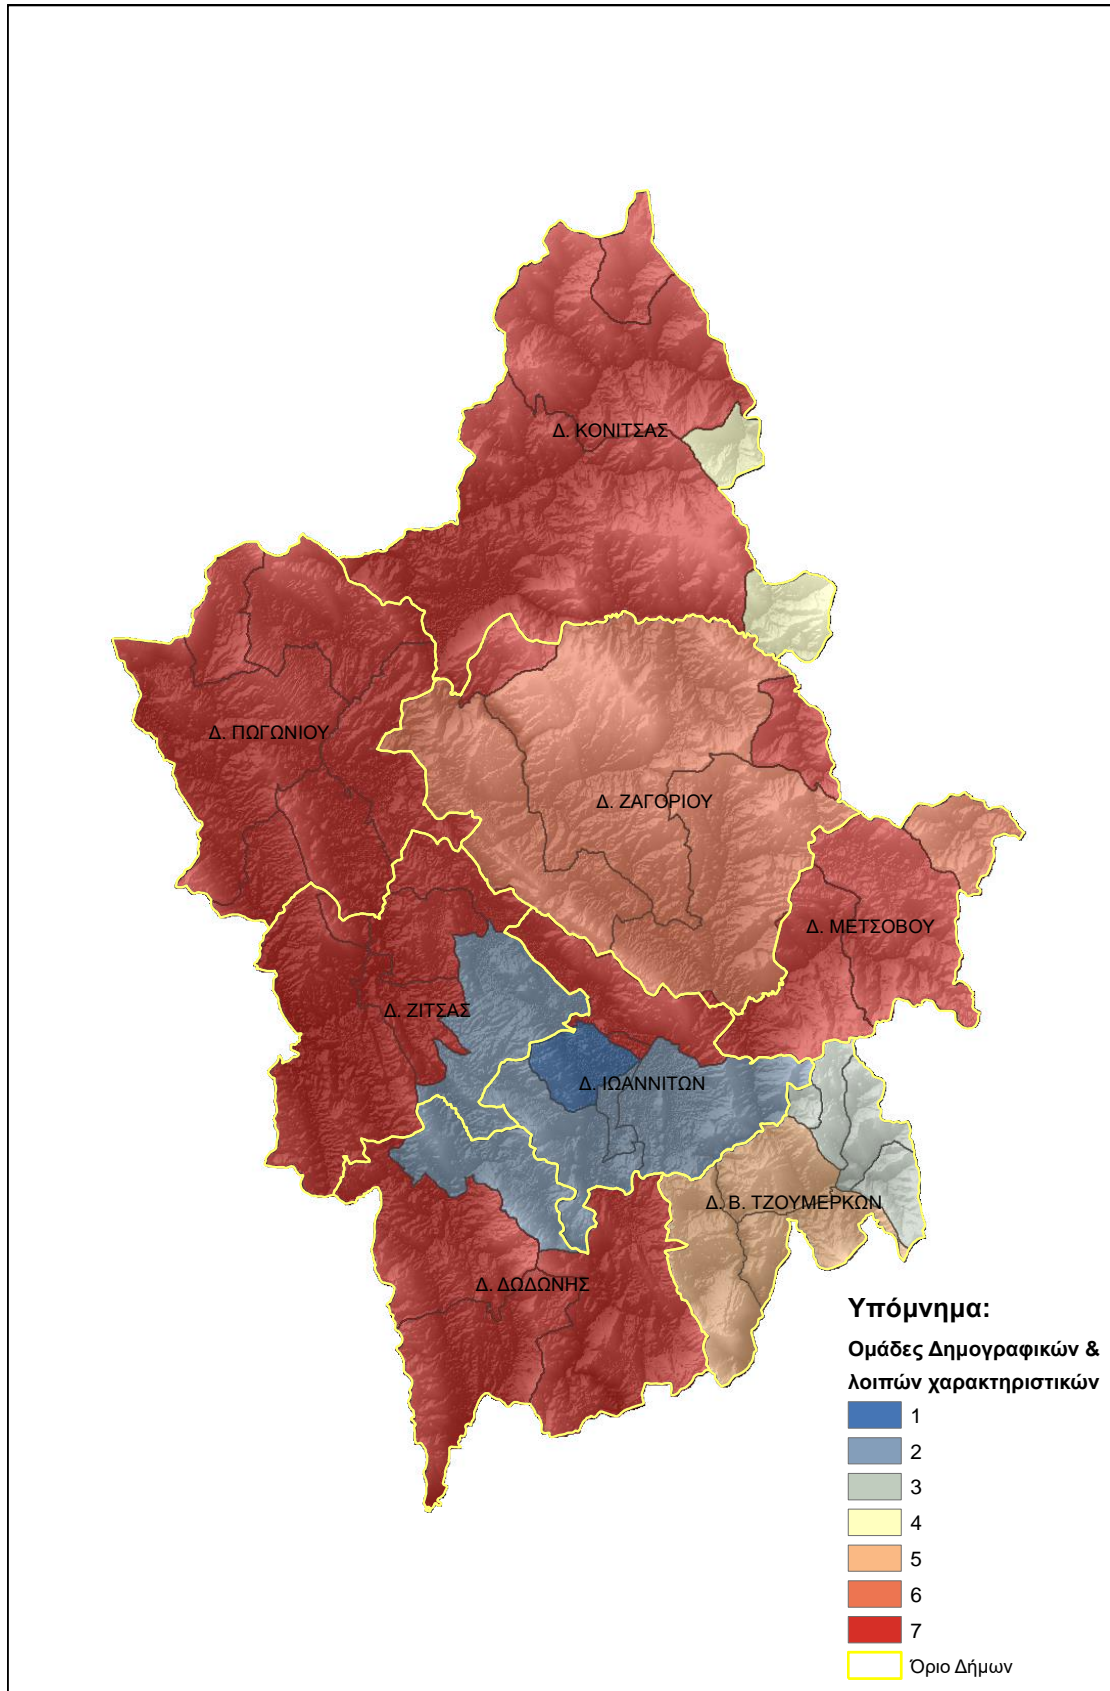 Δ. ΚΟΝΙΤΣΑΣ
Δ. ΠΩΓΩΝΙΟΥ
Δ. ΖΑΓΟΡΙΟΥ
Δ. ΜΕΤΣΟΒΟΥ
Δ. ΖΙΤΣΑΣ
Δ. ΙΩΑΝΝΙΤΩΝ
Δ. Β. ΤΖΟΥΜΕΡΚΩΝ
Δ. ΔΩΔΩΝΗΣ
Υπόμνημα:
Ομάδες Δημογραφικών &
λοιπών χαρακτηριστικών
1
2
3
4
5
6
7
Όριο Δήμων